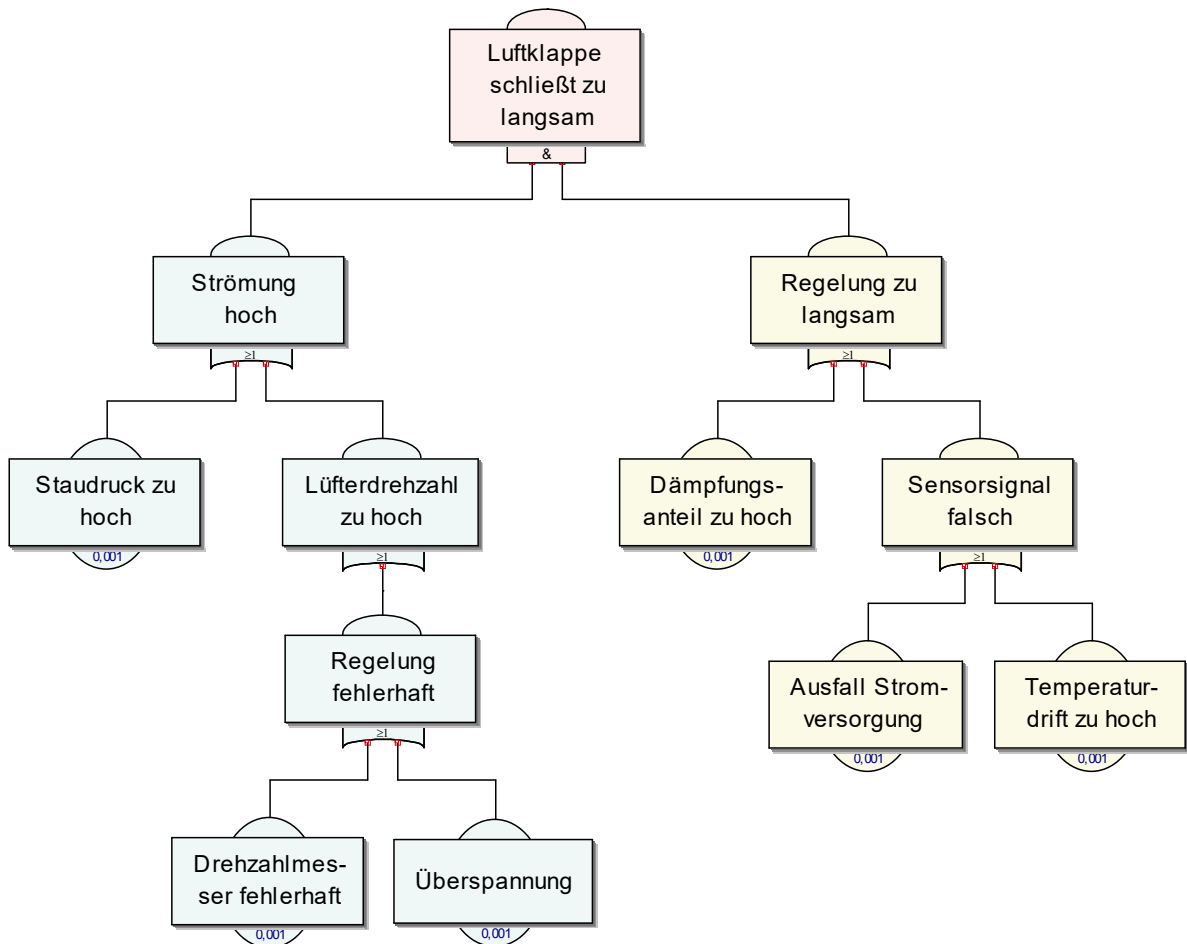 Luftklappe
schließt zu
langsam
&
Strömung
hoch
≥1
Regelung zu
langsam
≥1
Staudruck zu
hoch
0,001
Lüfterdrehzahl
zu hoch
≥1
Dämpfungs-
anteil zu hoch
0,001
Sensorsignal
falsch
≥1
Regelung
fehlerhaft
≥1
Ausfall Strom-
versorgung
0,001
Temperatur-
drift zu hoch
0,001
Drehzahlmes-
ser fehlerhaft
0,001
Überspannung
0,001